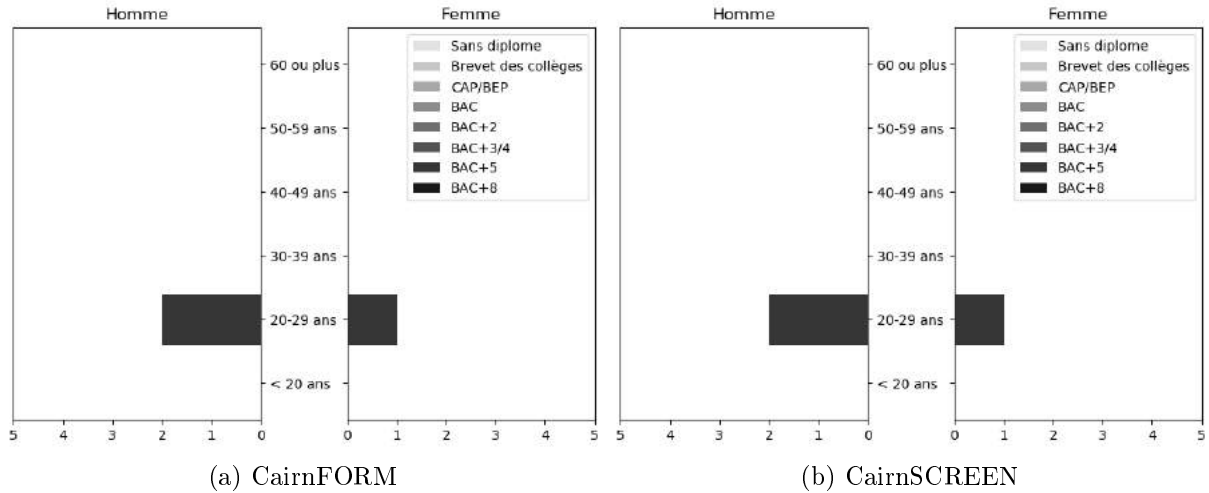 Homme
Femme
60 ou plus
50-59 ans
40-49 ans
30-39 ans
20-29 ans
< 20 ans
Sans diplome
Brevet des collèges
CAP/BEP
BAC
BAC+2
BAC+3/4
BAC+5
BAC+8
5 4 3 2 1 0
0 1 2 3 4 5
(a) CairnFORM
Homme
Femme
60 ou plus
50-59 ans
40-49 ans
30-39 ans
20-29 ans
< 20 ans
Sans diplome
Brevet des collèges
CAP/BEP
BAC
BAC+2
BAC+3/4
BAC+5
BAC+8
5 4 3 2 1 0
0 1 2 3 4 5
(b) CairnSCREEN